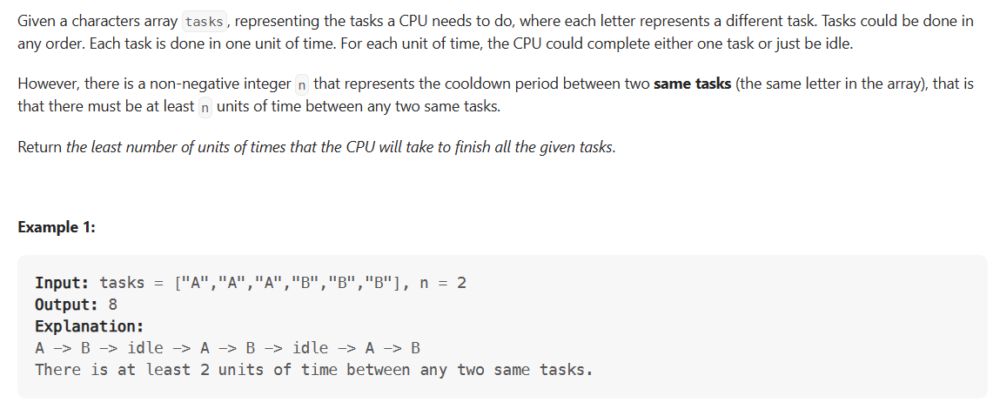 Given a characters array tasks, representing the tasks a CPU needs to do, where each letter represents a different task. Tasks could be done in
any order. Each task is done in one unit of time. For each unit of time, the CPU could complete either one task or just be idle.
However, there is a non-negative integer n that represents the cooldown period between two same tasks (the same letter in the array), that is
that there must be at least n units of time between any two same tasks.
Return the least number of units of times that the CPU will take to finish all the given tasks.
Example 1:
Input: tasks = ["A","A","A","B","B","B"], n = 2
Output: 8
Explanation:
A -> B -> idle -> A -> B -> idle -> A -> B
There is at least 2 units of time between any two same tasks.